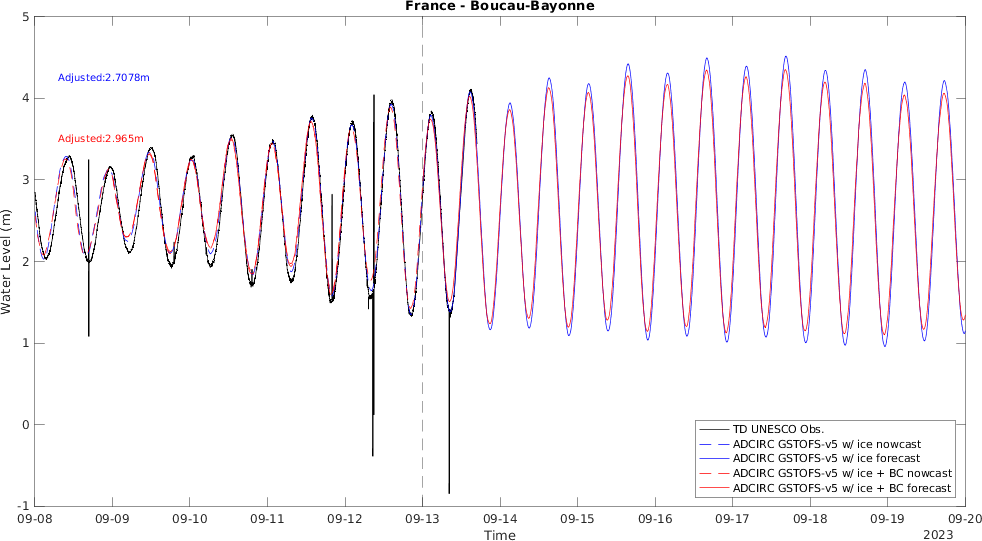 France - Boucau-Bayonne
5
4
3
2
1
0
-1
Water Level (m)
Adjusted:2.7078m
Adjusted:2.965m
TD UNESCO Obs.
ADCIRC GSTOFS-v5 w/ ice nowcast
ADCIRC GSTOFS-v5 w/ ice forecast
ADCIRC GSTOFS-v5 w/ ice + BC nowcast
ADCIRC GSTOFS-v5 w/ ice + BC forecast
09-08 09-09 09-10 09-11 09-12 09-13 09-14 09-15 09-16 09-17 09-18 09-19 09-20
Time
2023